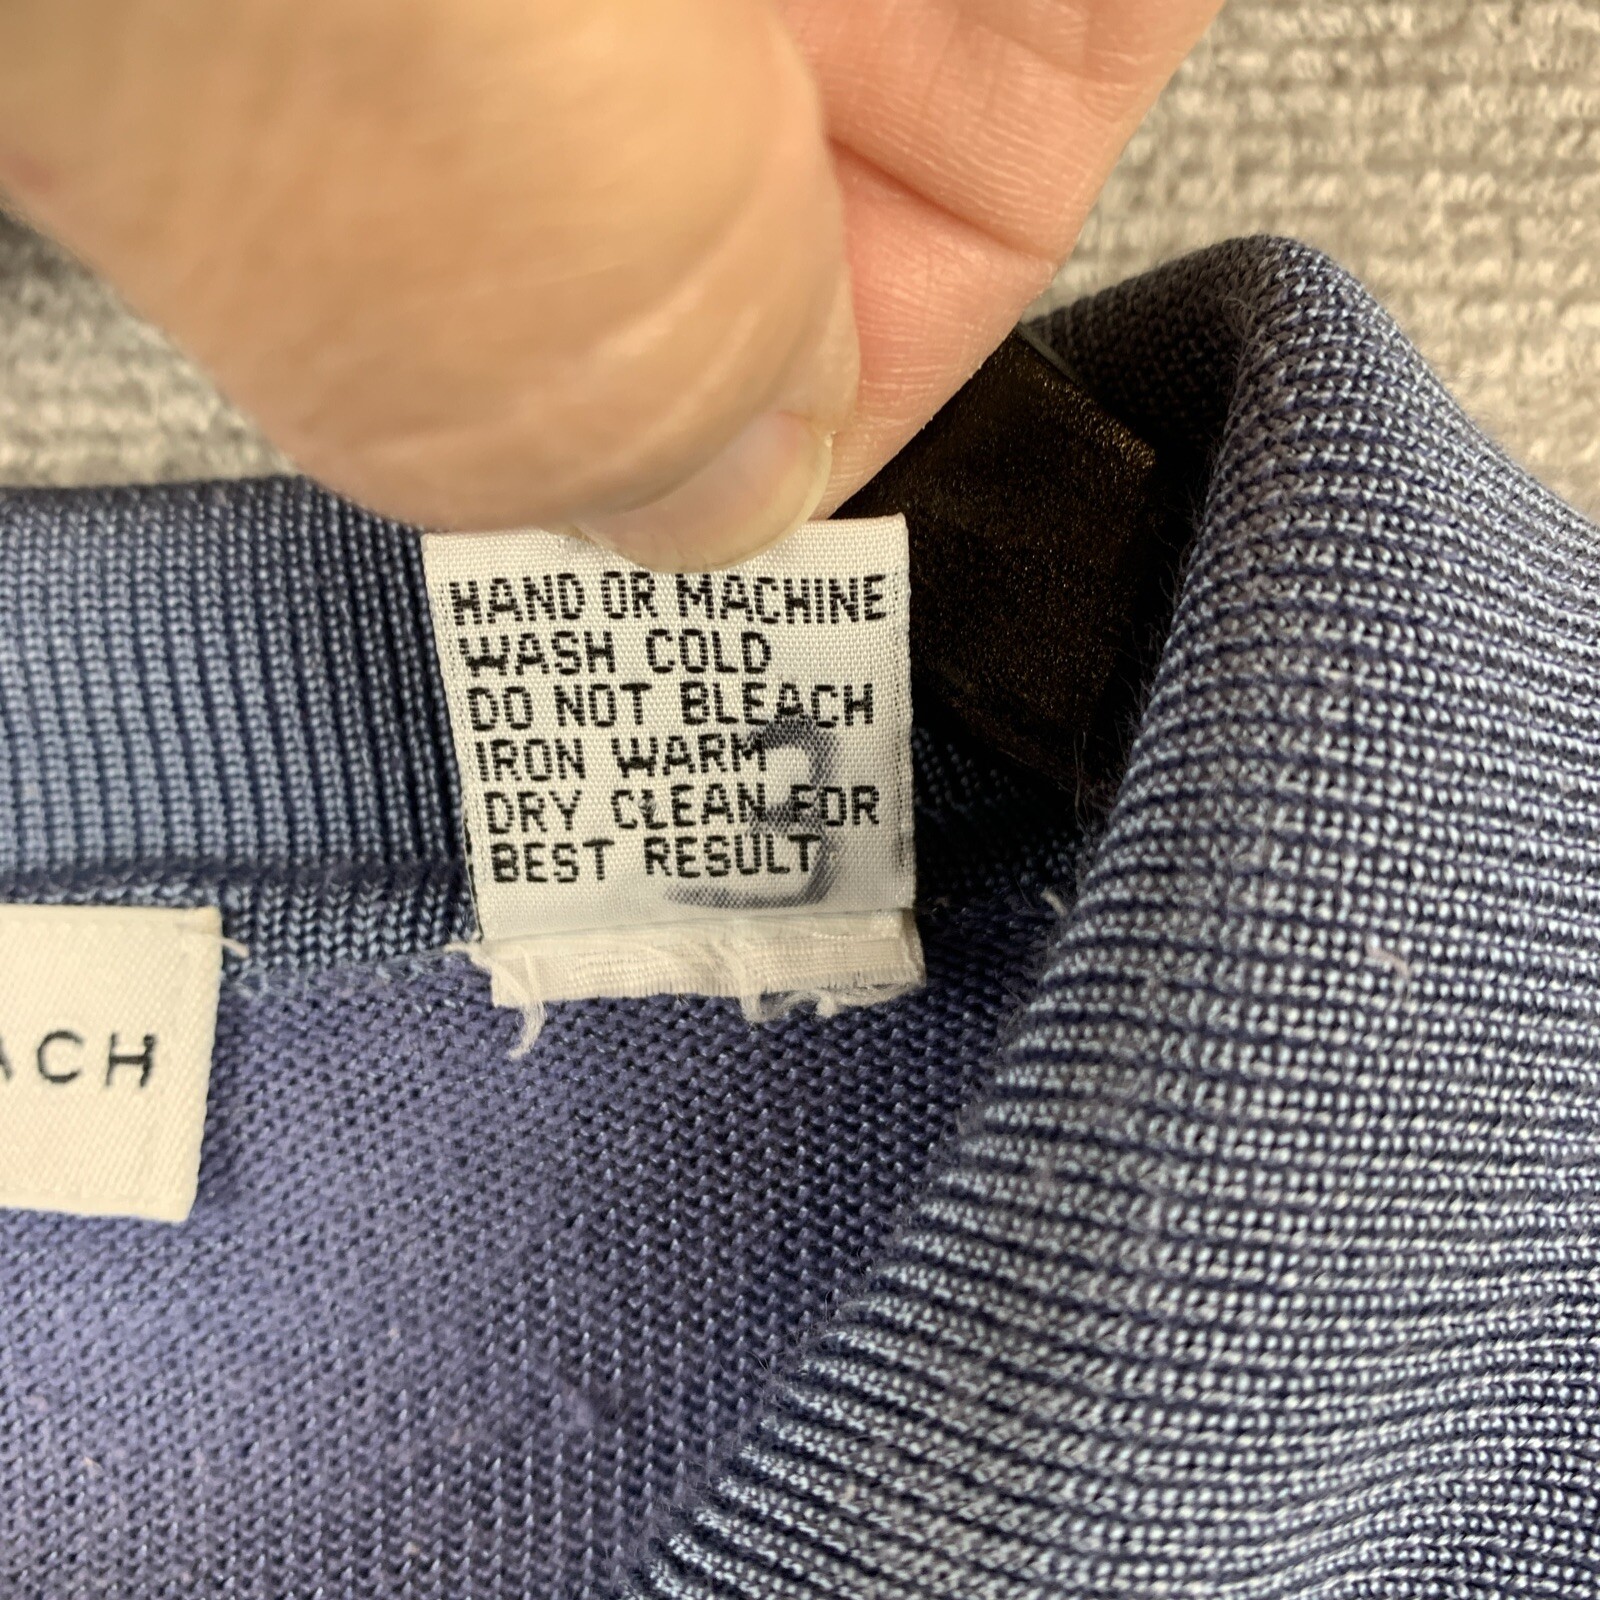 HAND OR MACHINE
WASH COLD
DO NOT BLEACH
IRON WARM
DRY CLEAN FOR
BEST RESULT
ACH